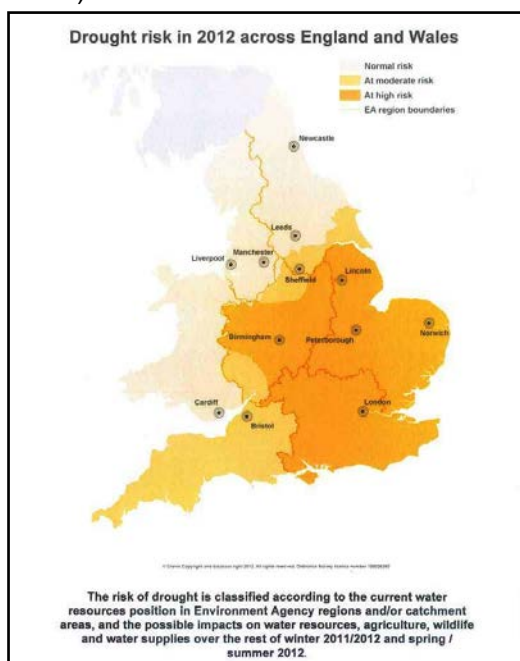 Drought risk in 2012 across England and Wales
Normal risk
At moderate risk
At high risk
EA region boundaries
Newcastle
Leeds
Liverpool
Manchester
Sheffield
Lincoln
Birmingham
Peterborough
Norwich
Cardiff
Bristol
London
The risk of drought is classified according to the current water
resources position in Environment Agency regions and/or catchment
areas, and the possible impacts on water resources, agriculture, wildlife
and water supplies over the rest of winter 2011/2012 and spring /
summer 2012.